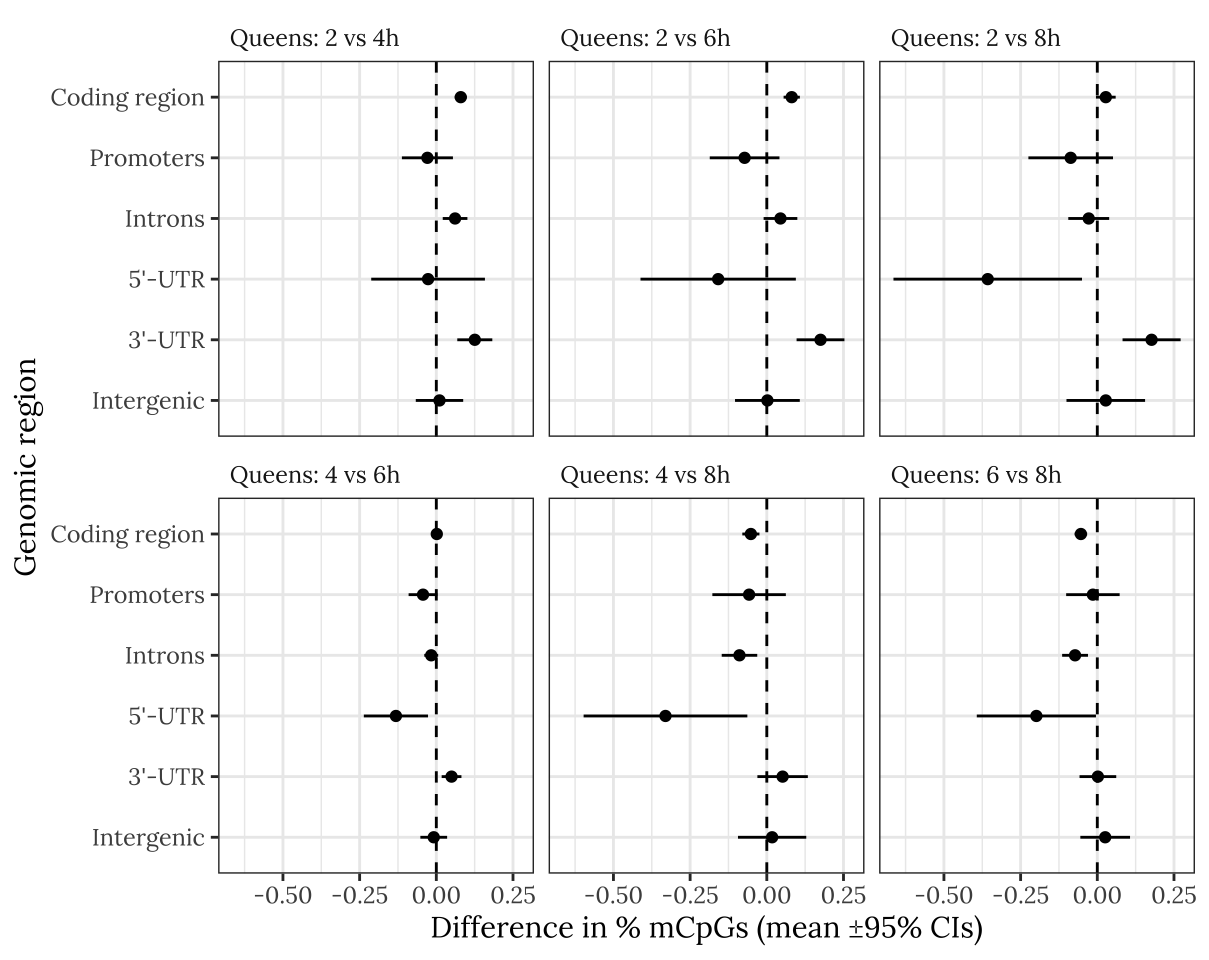 Queens: 2 vs 4h
Queens: 2 vs 6h
Queens: 2 vs 8h
Coding region
Promoters
Introns
5'-UTR
3'-UTR
Intergenic
Queens: 4 vs 6h
Queens: 4 vs 8h
Queens: 6 vs 8h
Coding region
Promoters
Introns
5'-UTR
3'-UTR
Intergenic
Genomic region
−0.50 −0.25 0.00 0.25
−0.50 −0.25 0.00 0.25
−0.50 −0.25 0.00 0.25
Difference in % mCpGs (mean ±95% CIs)